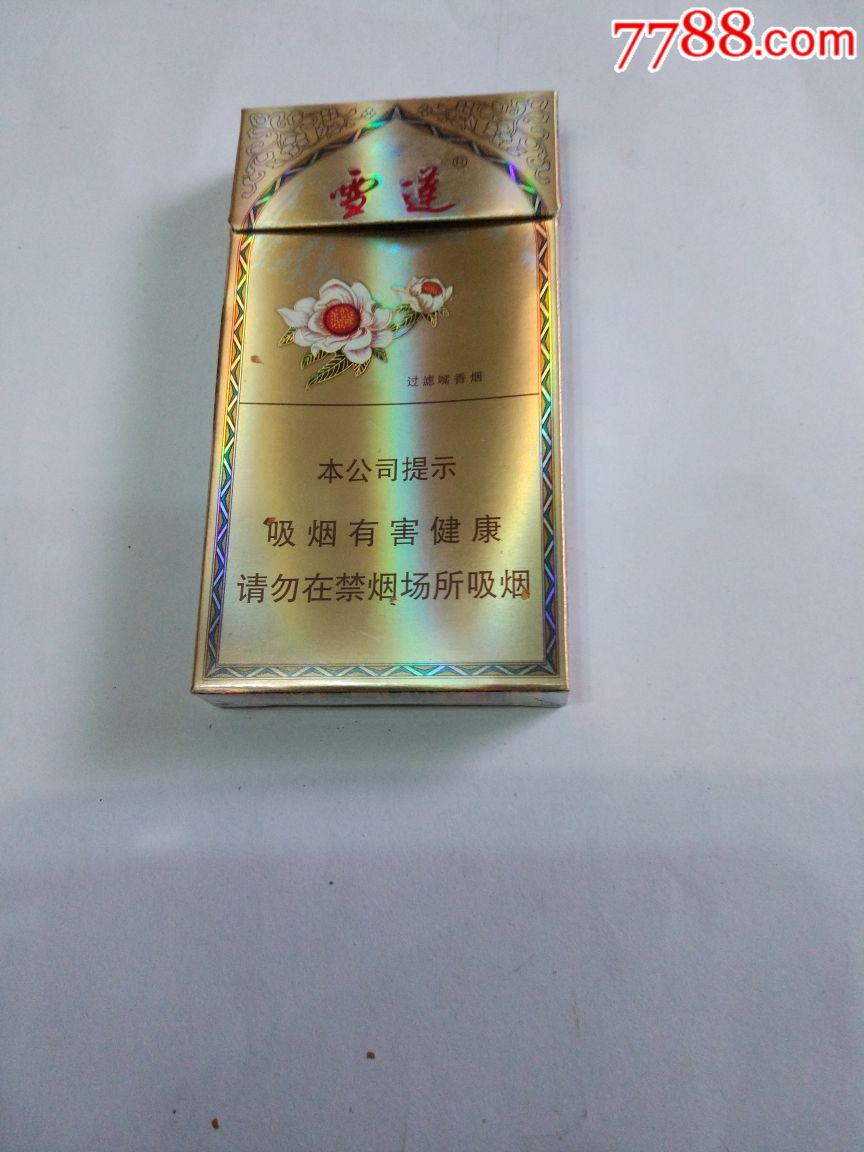 7788.com
雪莲®
过滤嘴香烟
本公司提示
吸烟有害健康
请勿在禁烟场所吸烟